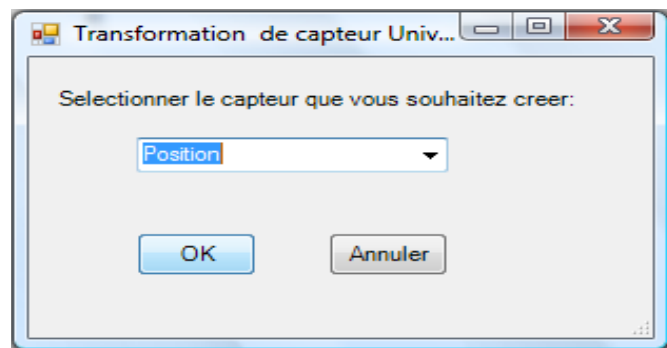 Transformation de capteur Univ...
Selectionner le capteur que vous souhaitez creer:
Position
OK Annuler